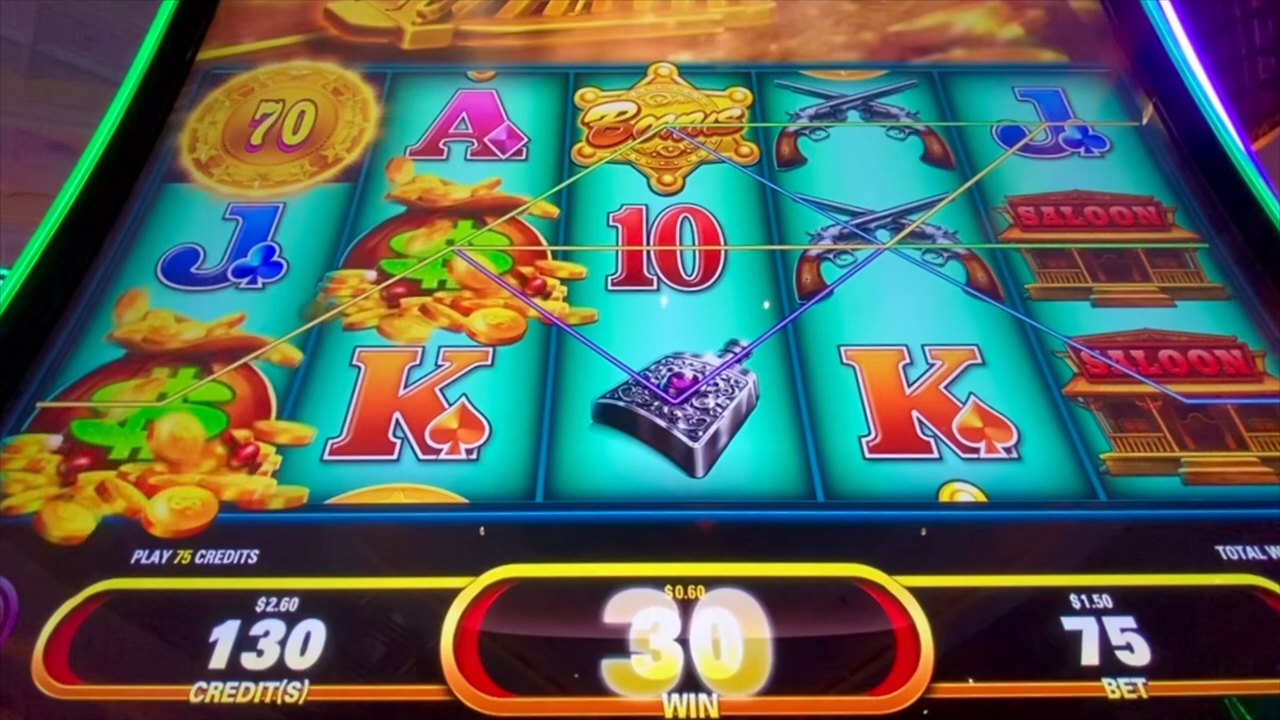 70
A
Bonus
J
J
$
10
SALOON
$
K
K
SALOON
PLAY 75 CREDITS
TOTAL W
$2.60
130
CREDIT(S)
$0.60
30
WIN
$1.50
75
BET